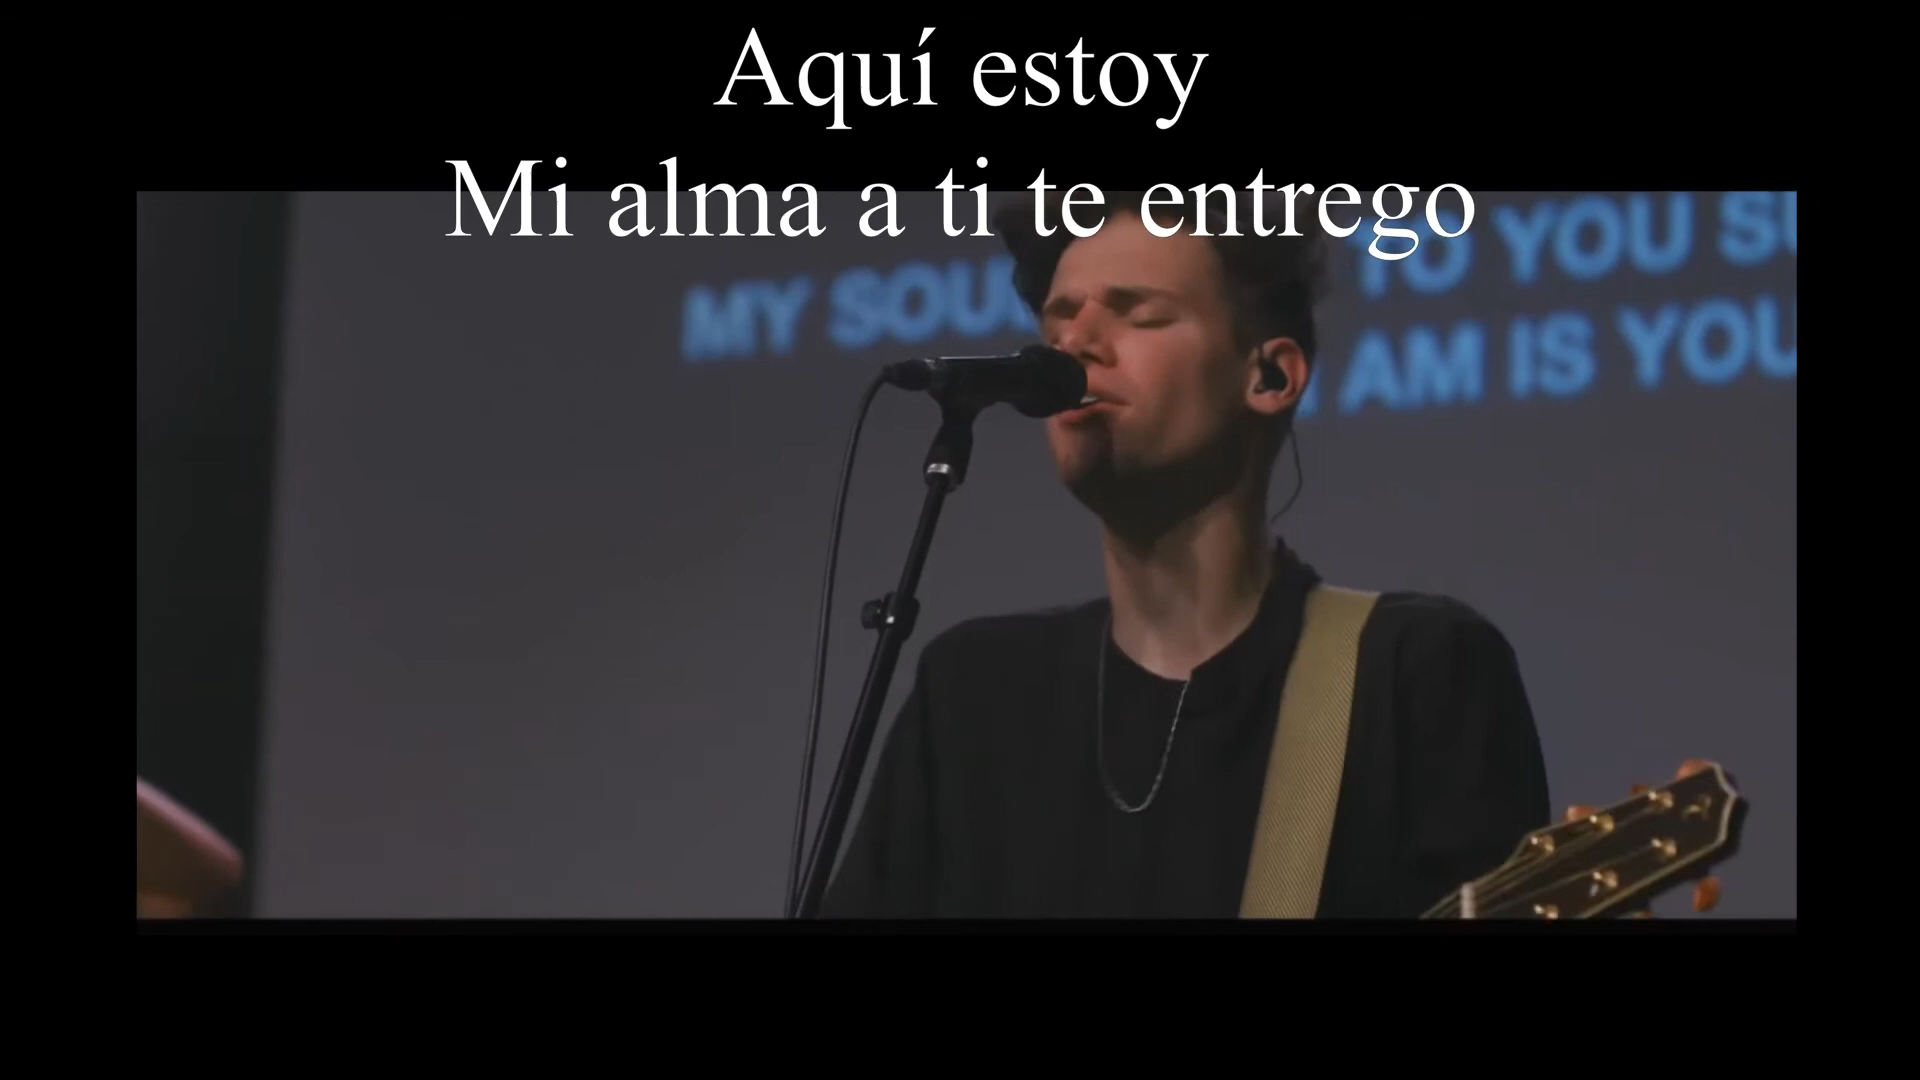 Aquí estoy
Mi alma a ti te entrego
TO YOU
MY
AM IS